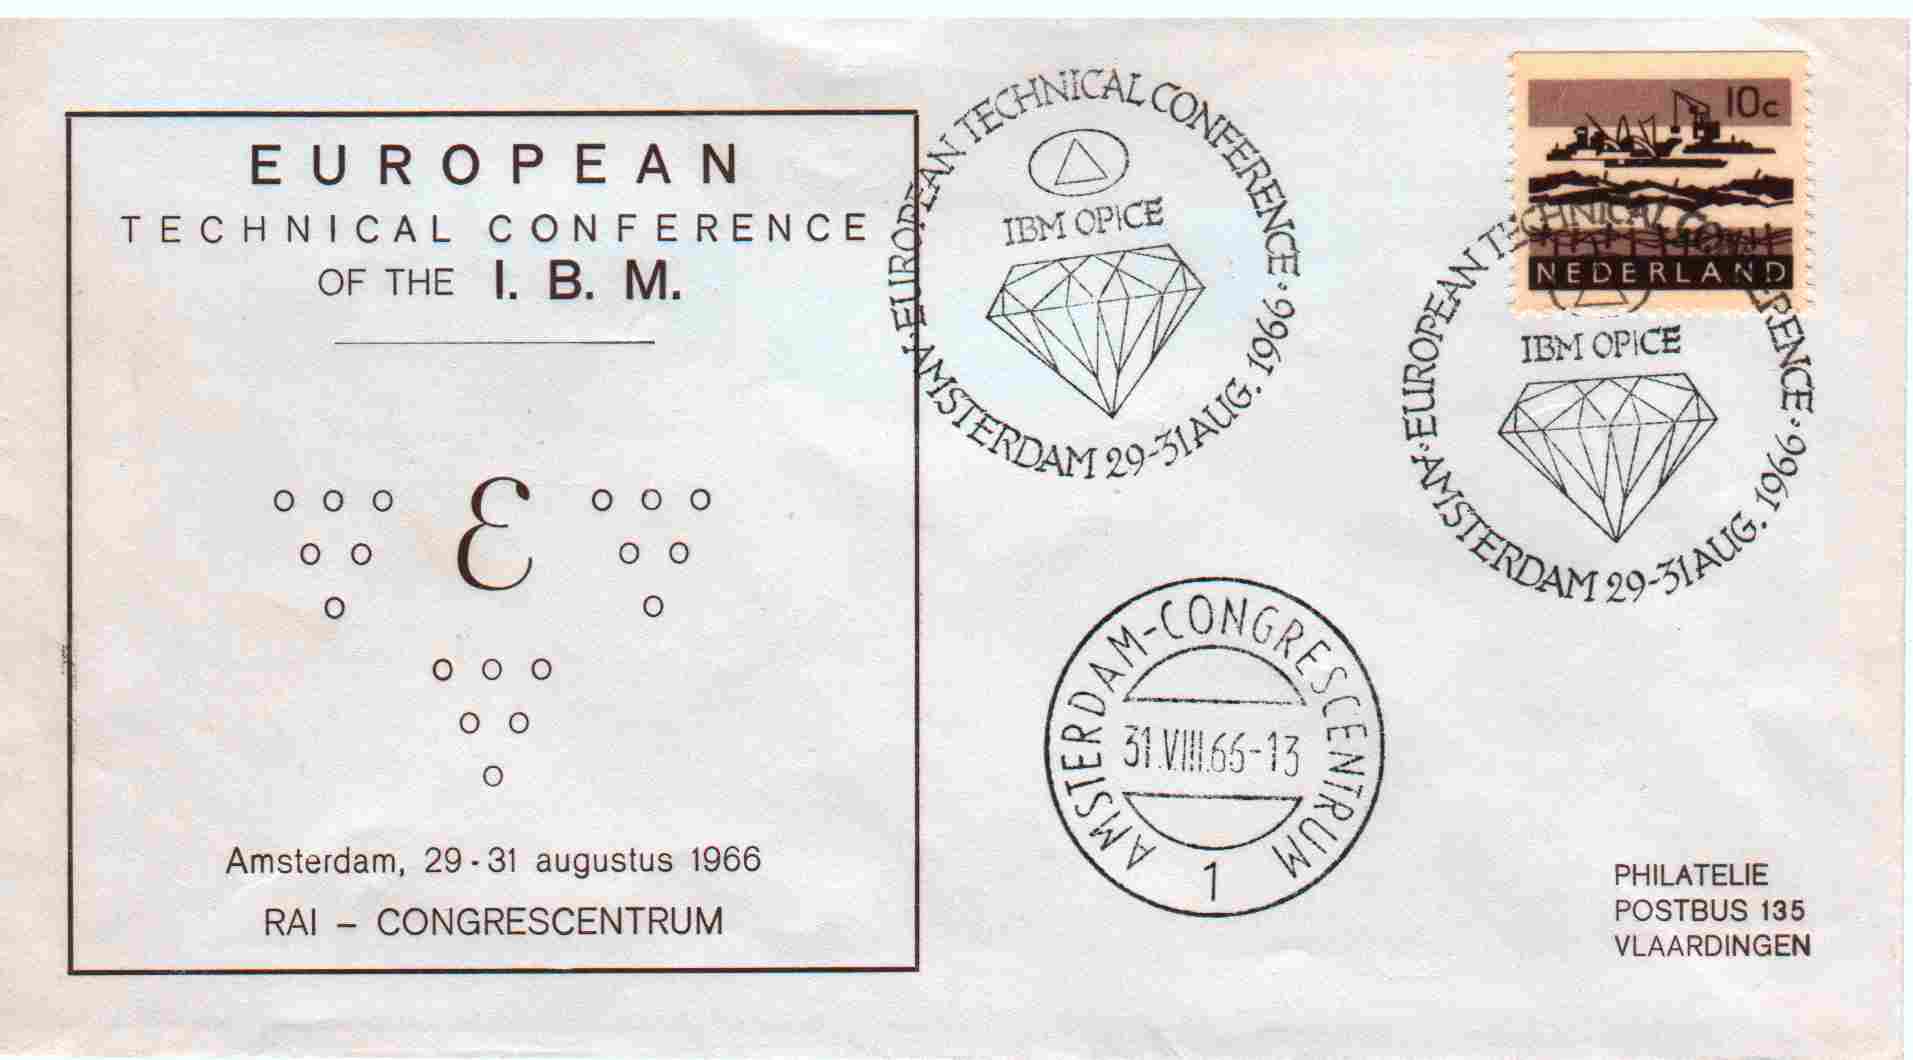 EUROPEAN
TECHNICAL CONFERENCE
OF THE I. B. M.
ε
Amsterdam, 29 - 31 augustus 1966
RAI – CONGRESCENTRUM
EUROPEAN TECHNICAL CONFERENCE · AMSTERDAM 29-31 AUG. 1966 ·
IBM OPICE
10c
NEDERLAND
EUROPEAN TECHNICAL CONFERENCE · AMSTERDAM 29-31 AUG. 1966 ·
IBM OPICE
AMSTERDAM-CONGRESCENTRUM
31.VIII.66-13
1
PHILATELIE
POSTBUS 135
VLAARDINGEN